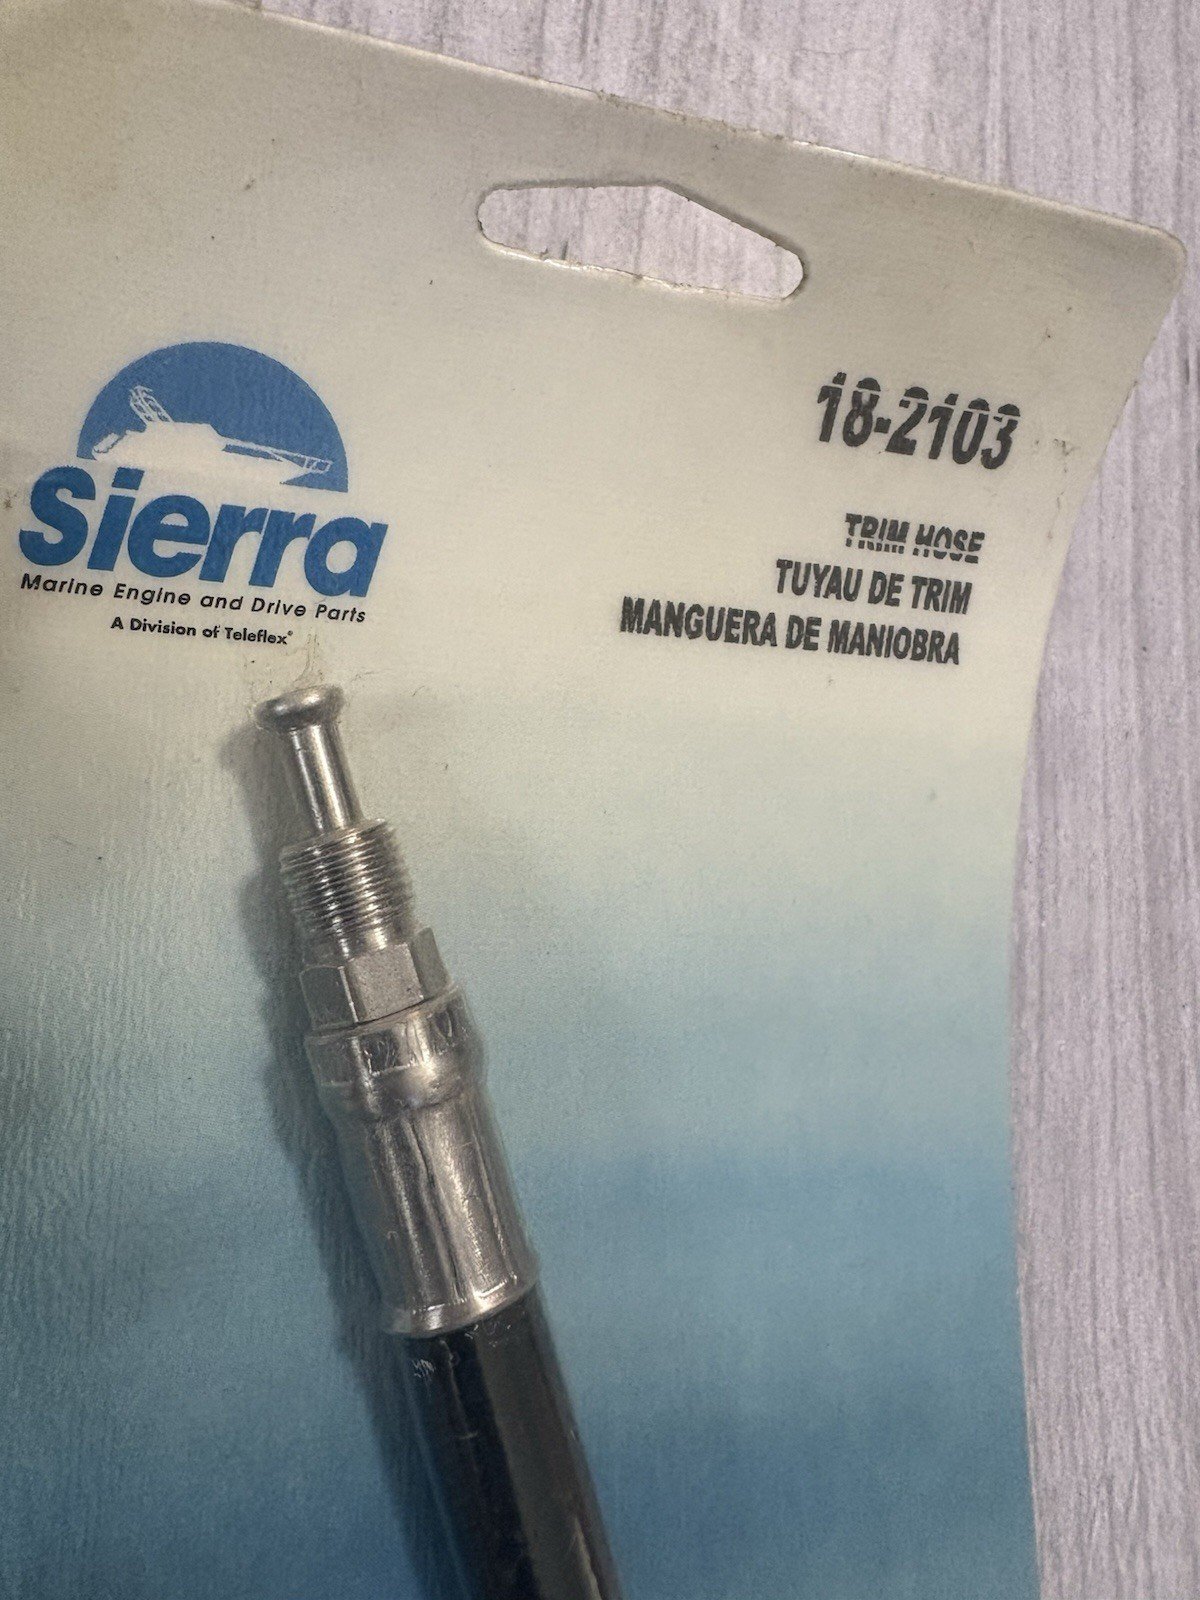 Sierra
Marine Engine and Drive Parts
A Division of Teleflex®
18-2103
TRIM HOSE
TUYAU DE TRIM
MANGUERA DE MANIOBRA